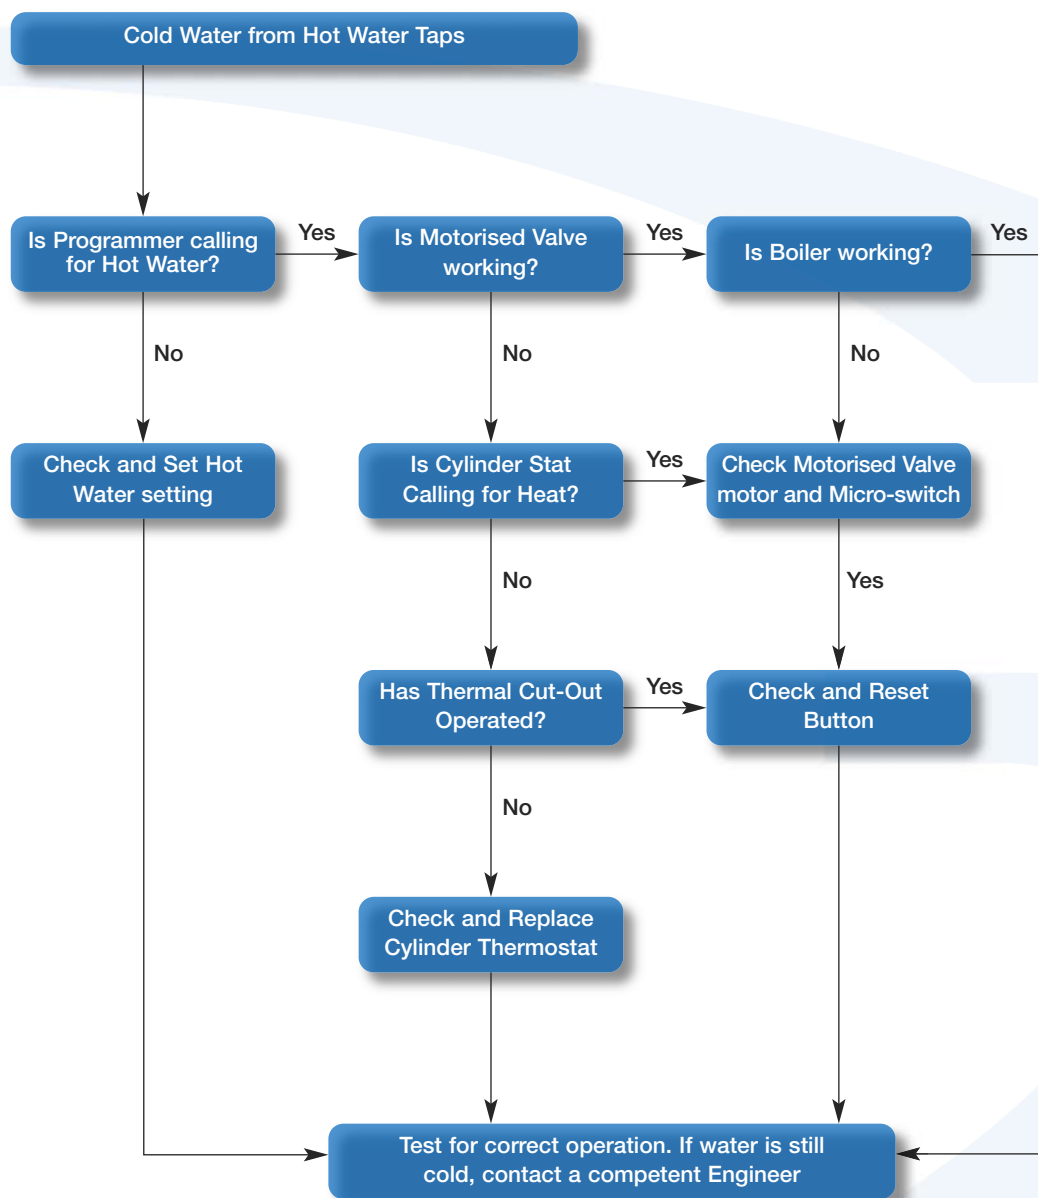 Cold Water from Hot Water Taps
Is Programmer calling
for Hot Water?
Yes
Is Motorised Valve
working?
Yes
Is Boiler working?
Yes
No
No
No
Check and Set Hot
Water setting
Is Cylinder Stat
Calling for Heat?
Yes
Check Motorised Valve
motor and Micro-switch
No
Yes
Has Thermal Cut-Out
Operated?
Yes
Check and Reset
Button
No
Check and Replace
Cylinder Thermostat
Test for correct operation. If water is still
cold, contact a competent Engineer